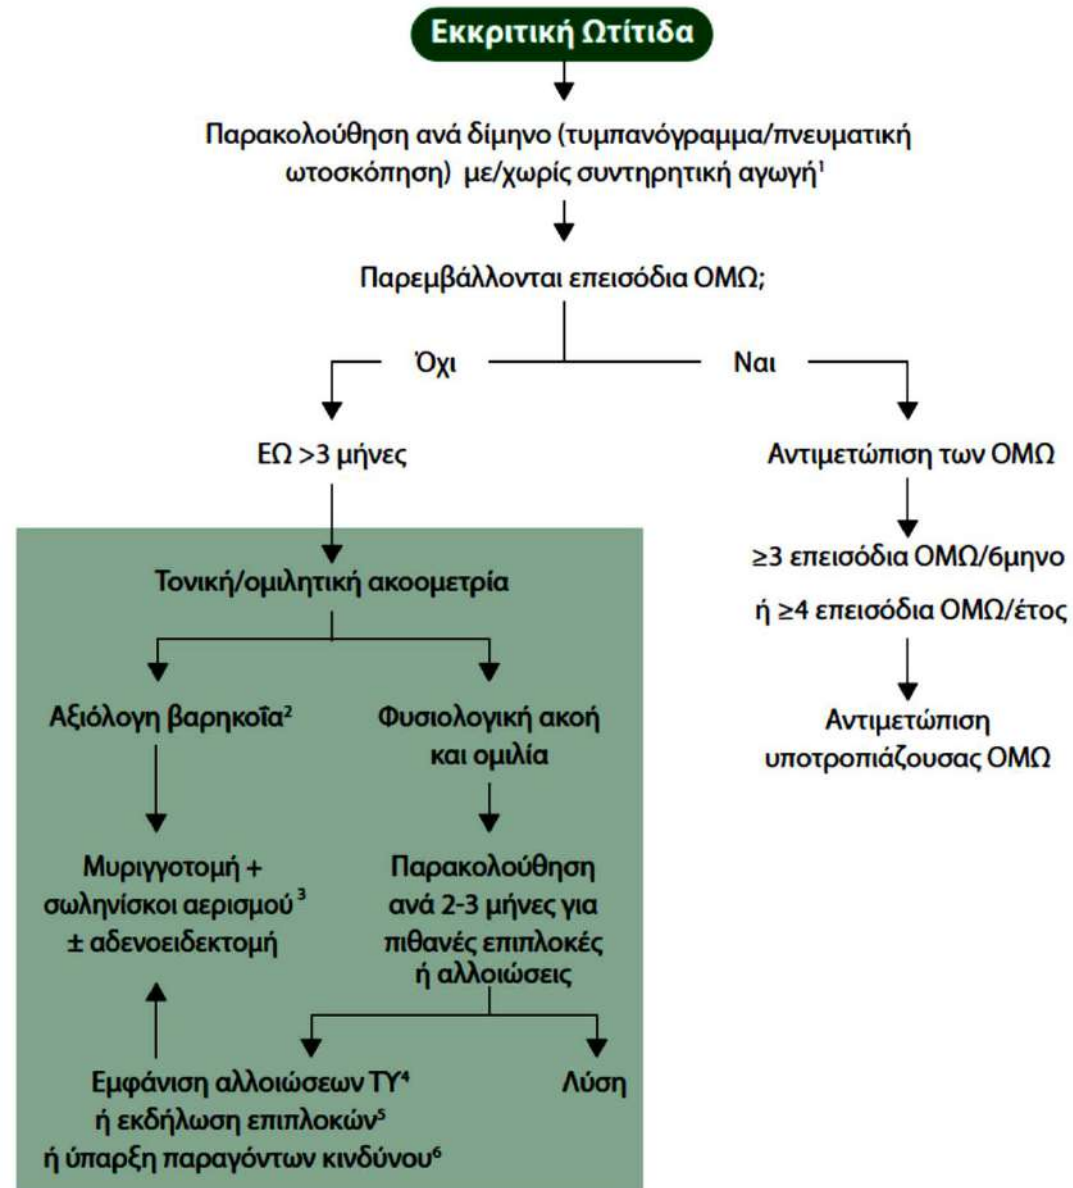 Εκκριτική Ωτίτιδα
Παρακολούθηση ανά δίμηνο (τυμπανόγραμμα/πνευματική
ωτοσκόπηση) με/χωρίς συντηρητική αγωγή¹
Παρεμβάλλονται επεισόδια ΟΜΩ;
Όχι
Ναι
ΕΩ >3 μήνες
Τονική/ομιλητική ακοομετρία
Αξιόλογη βαρηκοΐα²
Μυριγγοτομή +
σωληνίσκοι αερισμού³
± αδενοειδεκτομή
Φυσιολογική ακοή
και ομιλία
Παρακολούθηση
ανά 2-3 μήνες για
πιθανές επιπλοκές
ή αλλοιώσεις
Εμφάνιση αλλοιώσεων ΤΥ⁴
ή εκδήλωση επιπλοκών⁵
ή ύπαρξη παραγόντων κινδύνου⁶
Λύση
Αντιμετώπιση των ΟΜΩ
≥3 επεισόδια ΟΜΩ/6μηνο
ή ≥4 επεισόδια ΟΜΩ/έτος
Αντιμετώπιση
υποτροπιάζουσας ΟΜΩ